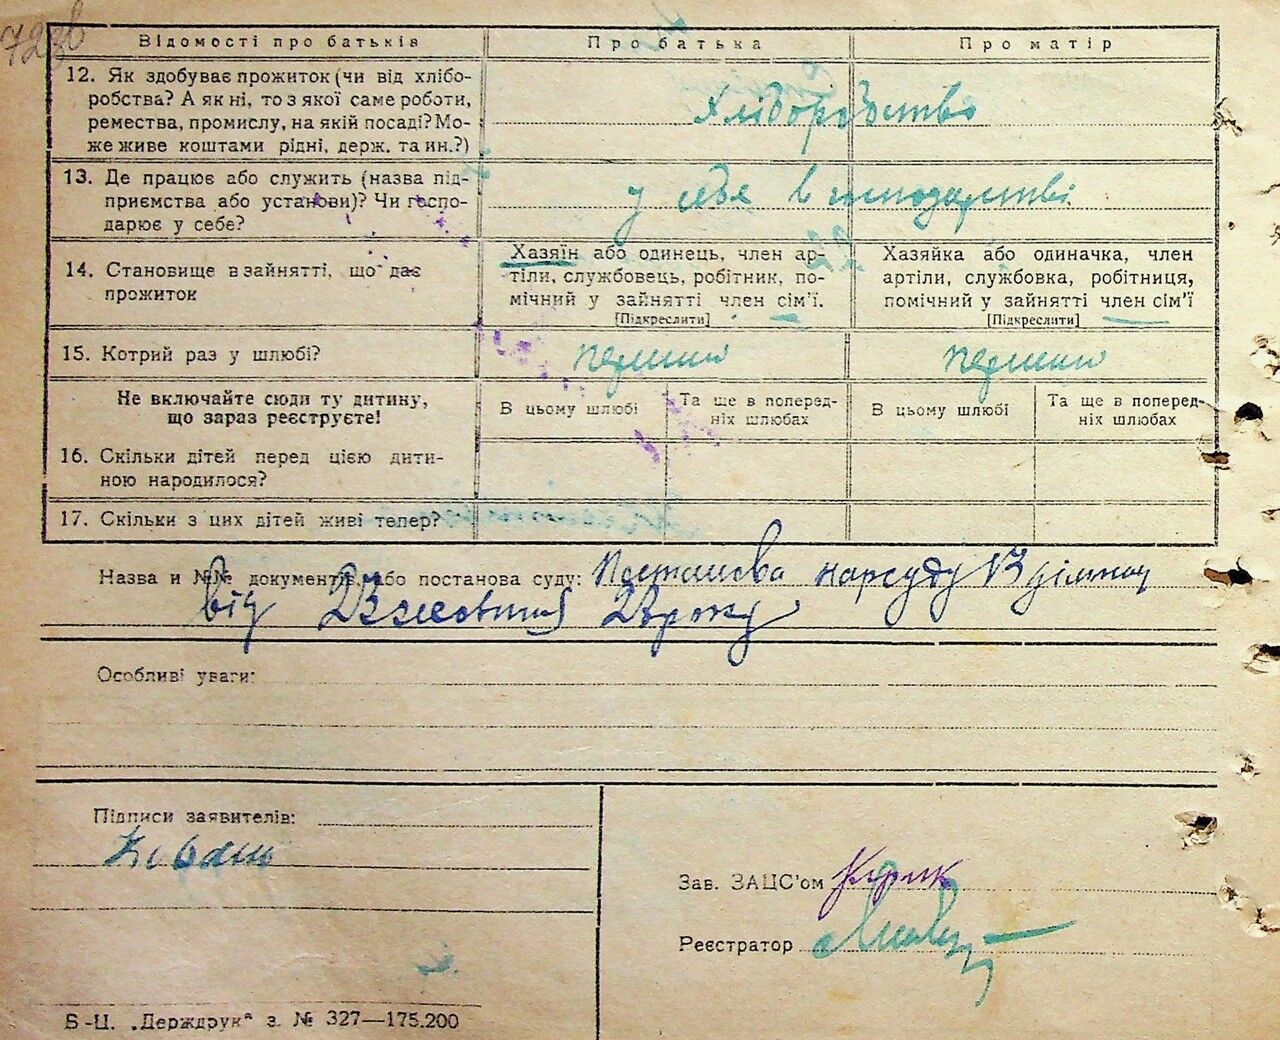 723в
Відомості про батьків Про батька Про матір
12. Як здобуває прожиток (чи від хлібо-
робства? А як ні, то з якої саме роботи,
ремества, промислу, на якій посаді? Мо-
же живе коштами рідні, держ. та ин.?)
Хліборобство
13. Де працює або служить (назва під-
приємства або установи)? Чи госпо-
дарює у себе?
у себе в господарстві
14. Становище в зайнятті, що дає
прожиток
Хазяїн або одинець, член ар-
тіли, службовець, робітник, по-
мічний у зайнятті член сім'ї.
[Підкреслити]
Хазяйка або одиначка, член
артіли, службовка, робітниця,
помічний у зайнятті член сім'ї
[Підкреслити]
15. Котрий раз у шлюбі? перший перший
Не включайте сюди ту дитину,
що зараз реєструєте!
В цьому шлюбі
Та ще в поперед-
ніх шлюбах
В цьому шлюбі
Та ще в поперед-
ніх шлюбах
16. Скільки дітей перед цією дити-
ною народилося?
17. Скільки з цих дітей живі тепер?
Назва и №№ документів, або постанова суду: Постанова нарсуду
від
Особливі уваги:
Підписи заявителів:
Зав. ЗАЦС'ом
Реєстратор
Б-Ц. „Держдрук" з. № 327—175.200